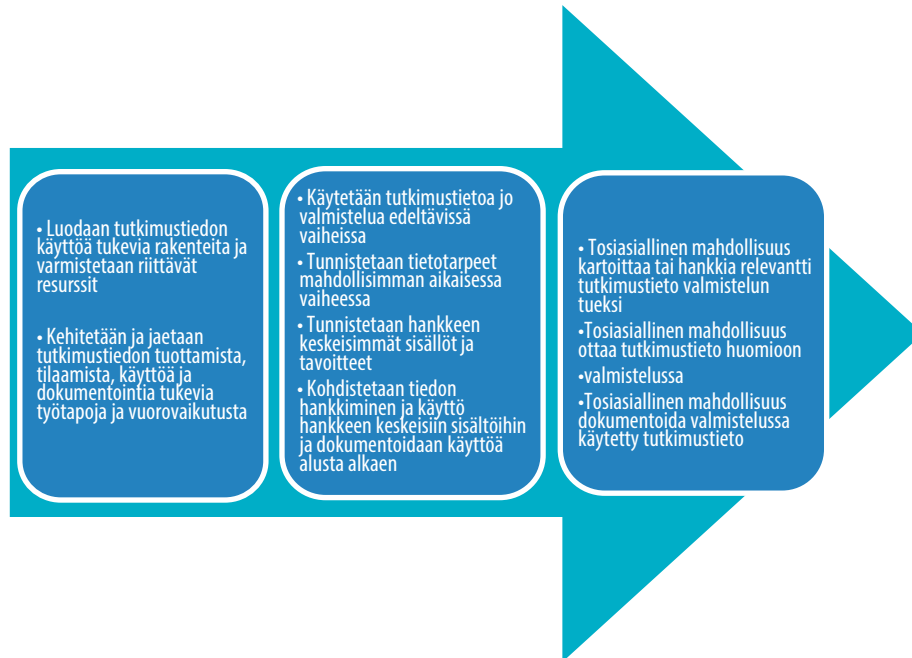 • Luodaan tutkimustiedon
käyttöä tukevia rakenteita ja
varmistetaan riittävät
resurssit
• Kehitetään ja jaetaan
tutkimustiedon tuottamista,
tilaamista, käyttöä ja
dokumentointia tukevia
työtapoja ja vuorovaikutusta
• Käytetään tutkimustietoa jo
valmistelua edeltävissä
vaiheissa
• Tunnistetaan tietotarpeet
mahdollisimman aikaisessa
vaiheessa
• Tunnistetaan hankkeen
keskeisimmät sisällöt ja
tavoitteet
• Kohdistetaan tiedon
hankkiminen ja käyttö
hankkeen keskeisiin sisältöihin
ja dokumentoidaan käyttöä
alusta alkaen
• Tosiasiallinen mahdollisuus
kartoittaa tai hankkia relevantti
tutkimustieto valmistelun
tueksi
•Tosiasiallinen mahdollisuus
ottaa tutkimustieto huomioon
•valmistelussa
•Tosiasiallinen mahdollisuus
dokumentoida valmistelussa
käytetty tutkimustieto